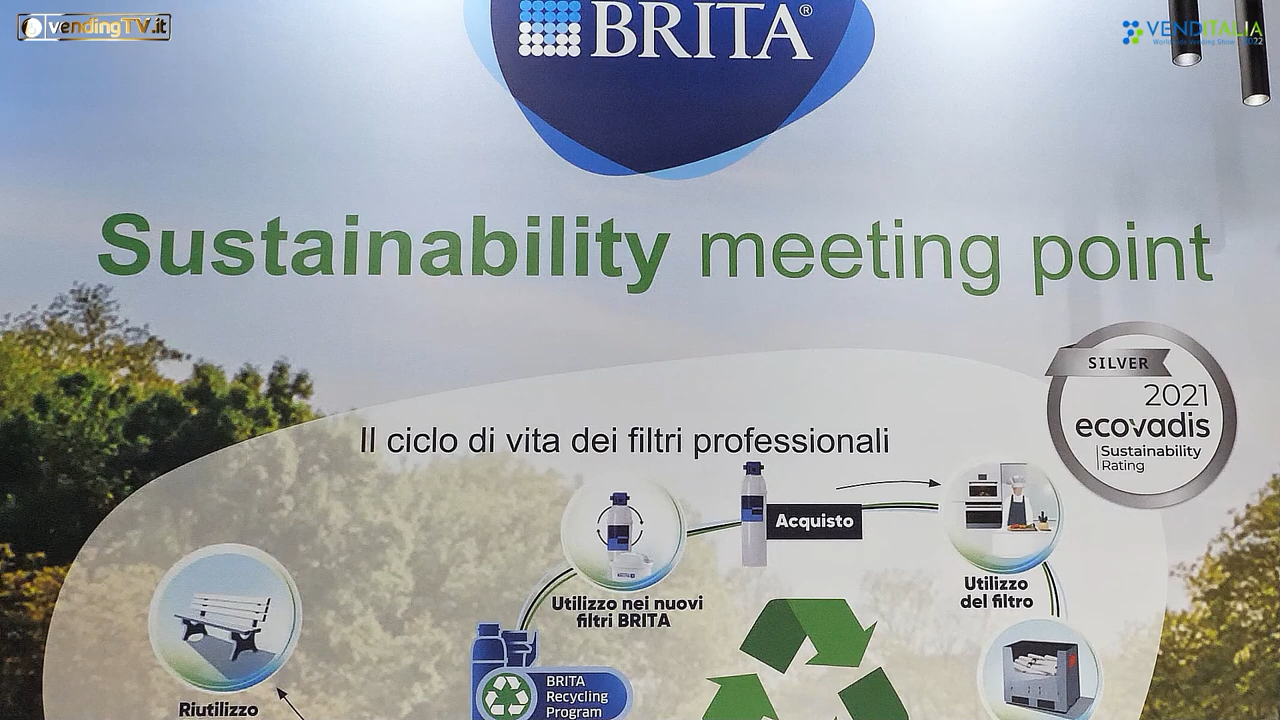 vendingTV.it
VENDITALIA
BRITA®
Sustainability meeting point
SILVER
2021
ecovadis
Sustainability
Rating
Il ciclo di vita dei filtri professionali
Acquisto
Utilizzo
del filtro
Utilizzo nei nuovi
filtri BRITA
BRITA
Recycling
Program
Riutilizzo